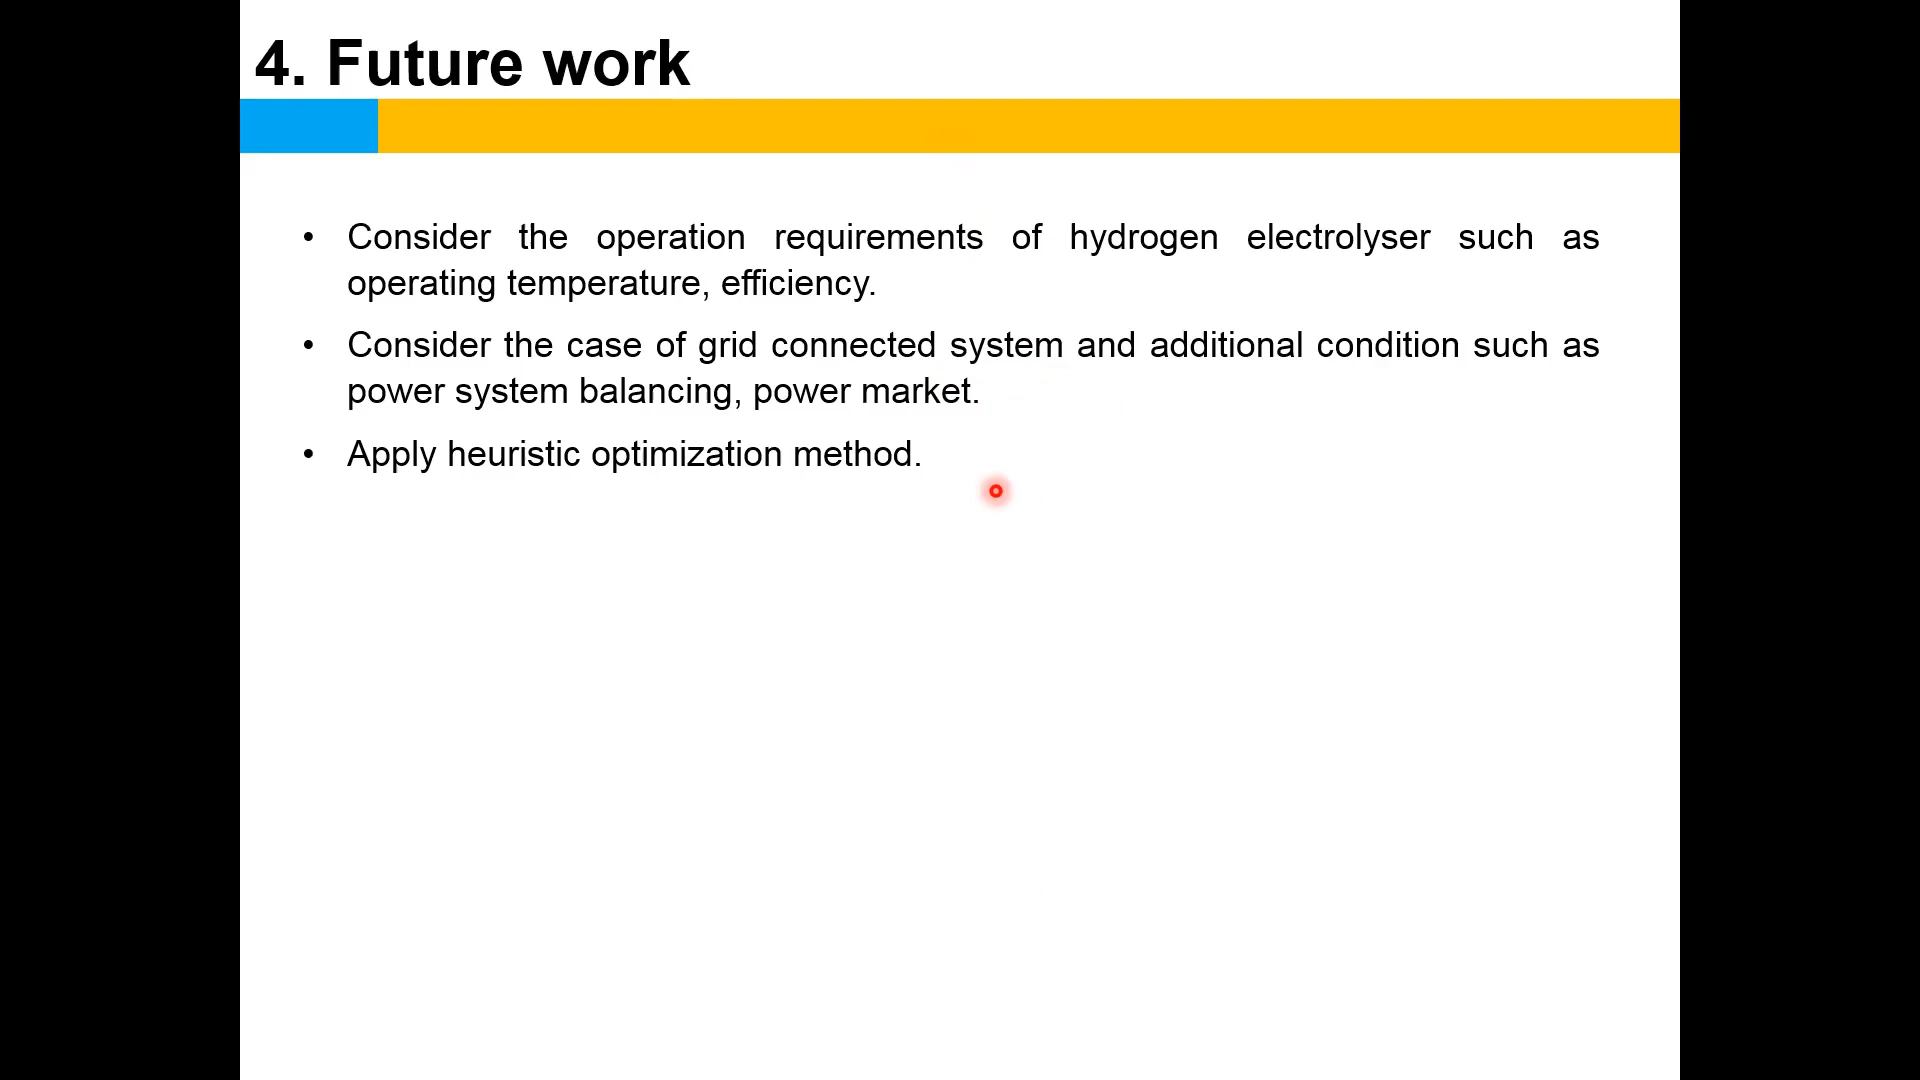 4. Future work
• Consider the operation requirements of hydrogen electrolyser such as
operating temperature, efficiency.
• Consider the case of grid connected system and additional condition such as
power system balancing, power market.
• Apply heuristic optimization method.